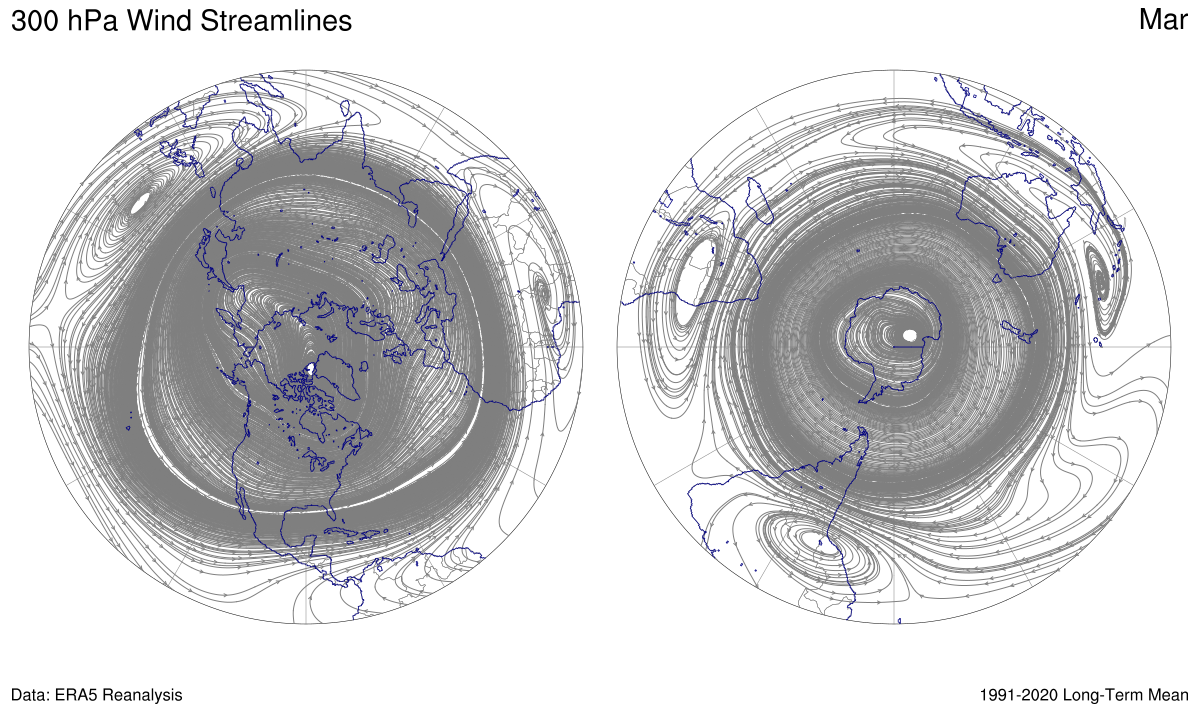 300 hPa Wind Streamlines
Mar
Data: ERA5 Reanalysis
1991-2020 Long-Term Mean